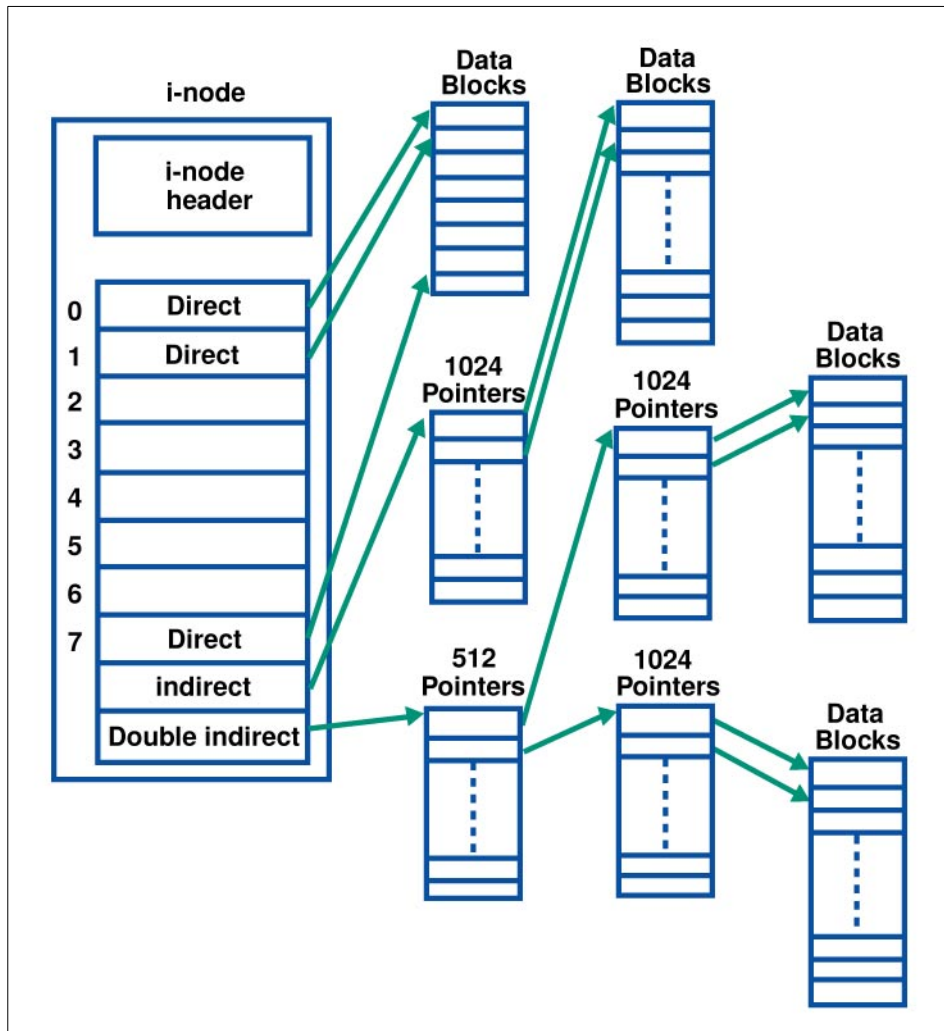 i-node
i-node
header
0
Direct
1
Direct
2
3
4
5
6
7
Direct
indirect
Double indirect
Data
Blocks
1024
Pointers
512
Pointers
Data
Blocks
1024
Pointers
1024
Pointers
Data
Blocks
Data
Blocks